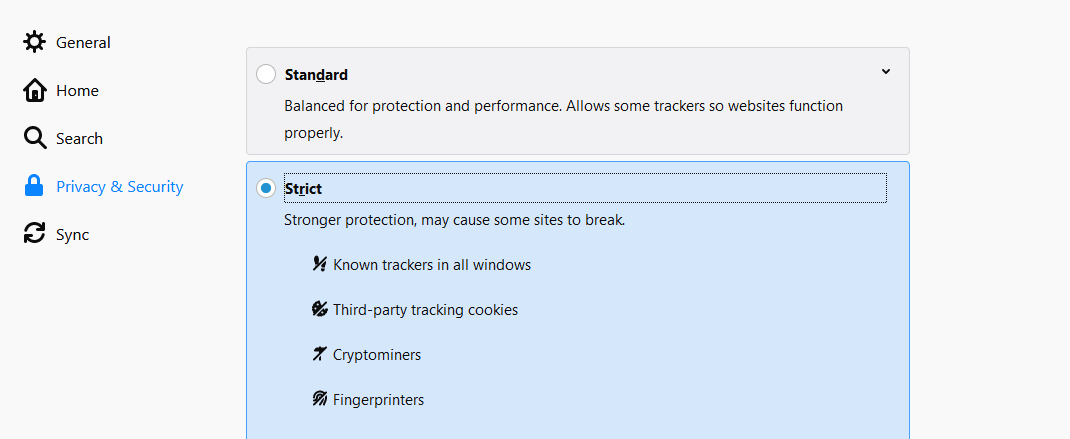 General
Home
Search
Privacy & Security
Sync
Standard
Balanced for protection and performance. Allows some trackers so websites function
properly.
Strict
Stronger protection, may cause some sites to break.
Known trackers in all windows
Third-party tracking cookies
Cryptominers
Fingerprinters